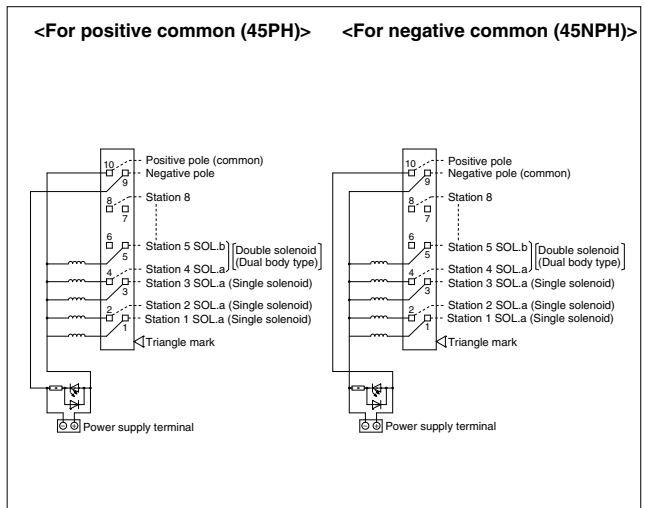 <For positive common (45PH)>
10
9
8
7
6
5
4
3
2
1
Positive pole (common)
Negative pole
Station 8
Station 5 SOL.b
Station 4 SOL.a
Double solenoid
(Dual body type)
Station 3 SOL.a (Single solenoid)
Station 2 SOL.a (Single solenoid)
Station 1 SOL.a (Single solenoid)
Triangle mark
⊖ ⊕ Power supply terminal
<For negative common (45NPH)>
10
9
8
7
6
5
4
3
2
1
Positive pole
Negative pole (common)
Station 8
Station 5 SOL.b
Station 4 SOL.a
Double solenoid
(Dual body type)
Station 3 SOL.a (Single solenoid)
Station 2 SOL.a (Single solenoid)
Station 1 SOL.a (Single solenoid)
Triangle mark
⊖ ⊕ Power supply terminal